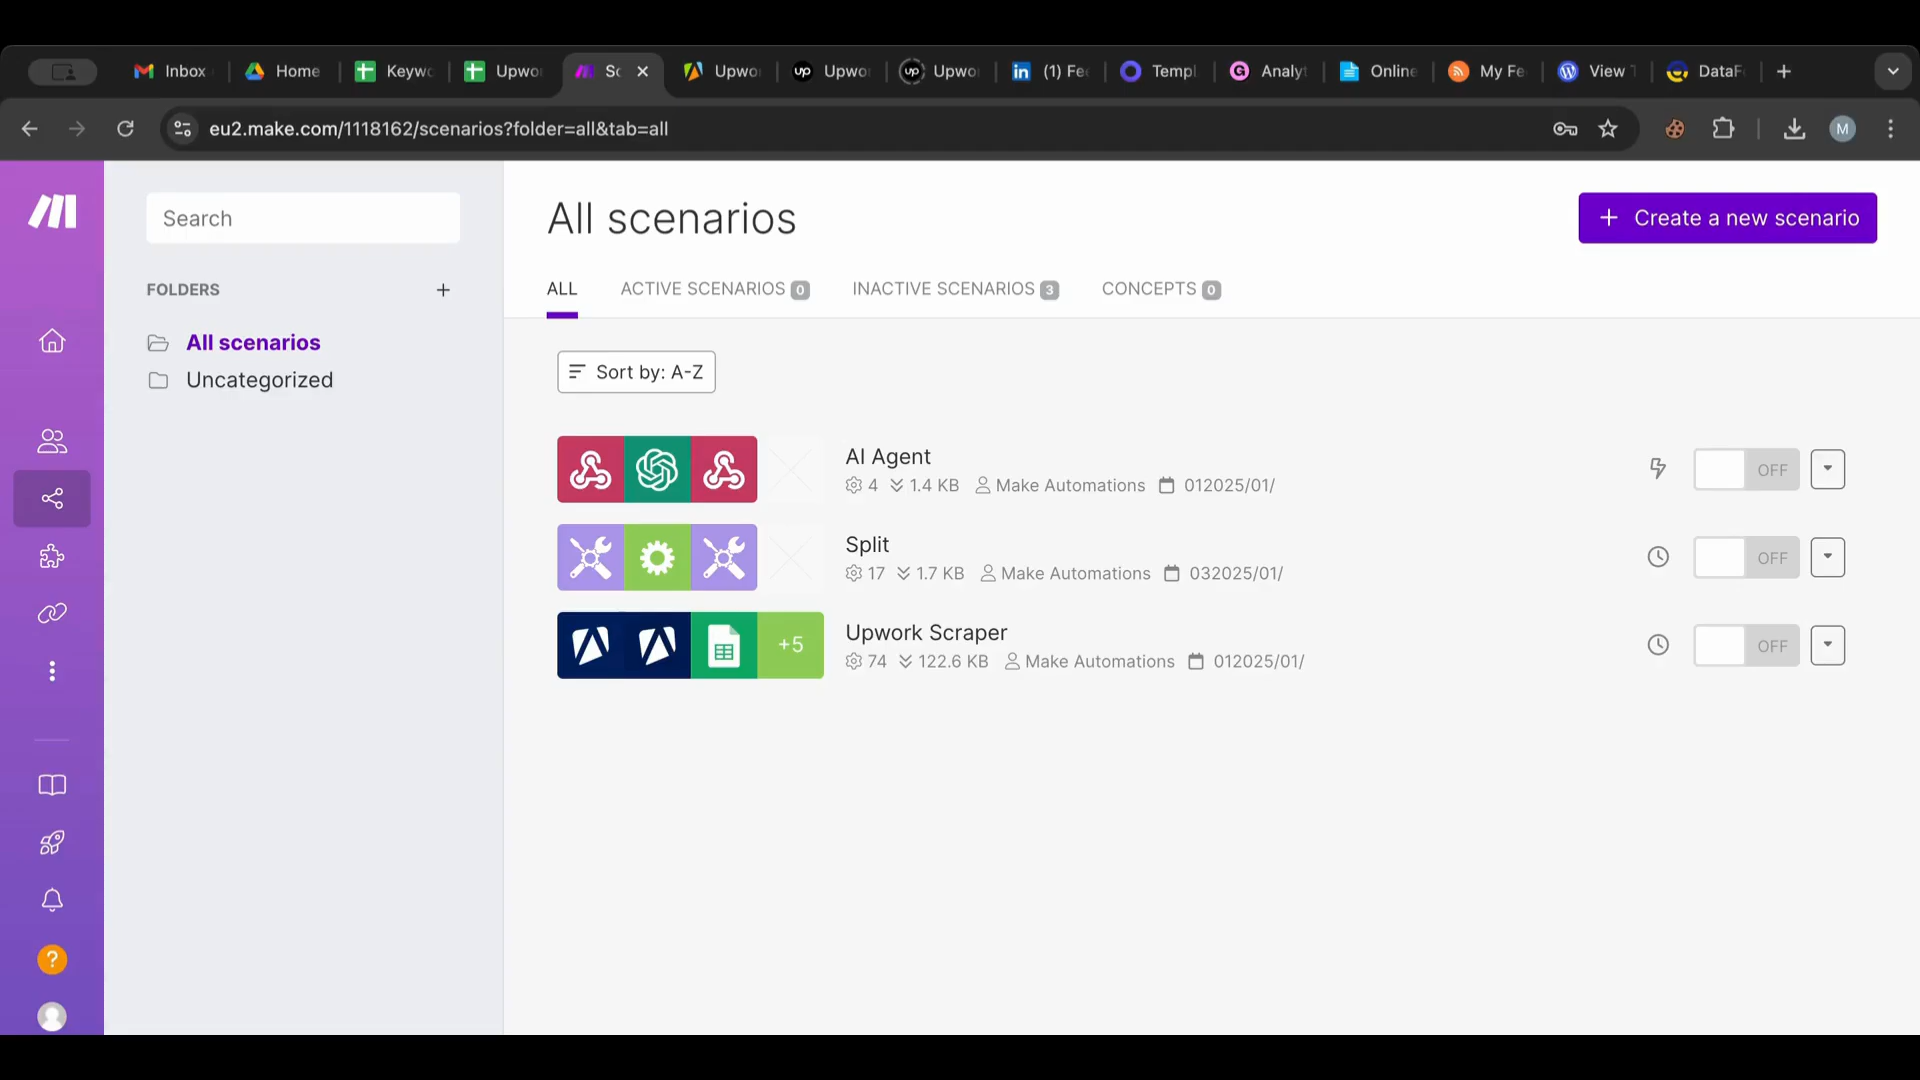 Inbox
Home
Keywo
Upwo
Sc
Upwo
Upwo
Upwo
(1) Fee
Templ
Analyt
Online
My Fe
View T
DataF
eu2.make.com/1118162/scenarios?folder=all&tab=all
M
Search
FOLDERS
All scenarios
Uncategorized
All scenarios
+ Create a new scenario
ALL
ACTIVE SCENARIOS 0
INACTIVE SCENARIOS 3
CONCEPTS 0
Sort by: A-Z
AI Agent
4 1.4 KB Make Automations 012025/01/
OFF
Split
17 1.7 KB Make Automations 032025/01/
OFF
+5
Upwork Scraper
74 122.6 KB Make Automations 012025/01/
OFF
?